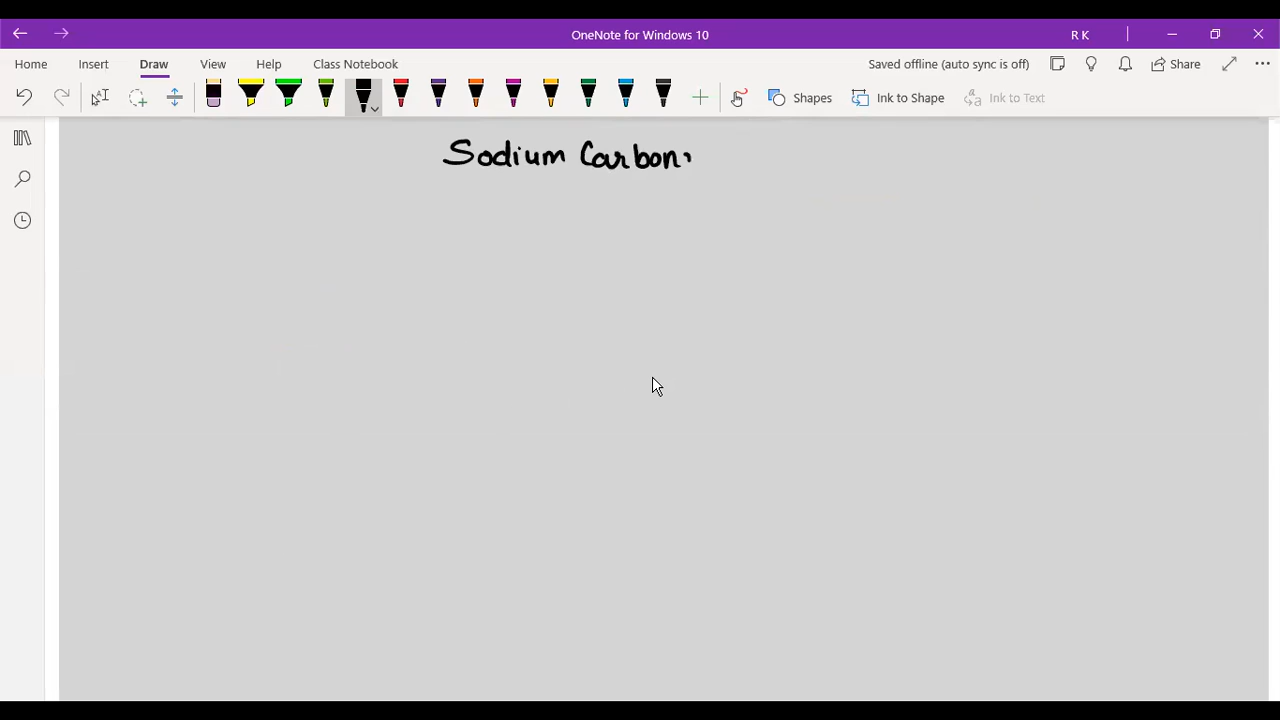 OneNote for Windows 10
R K
Home Insert Draw View Help Class Notebook
Saved offline (auto sync is off) Share
Shapes Ink to Shape Ink to Text
Sodium Carbon